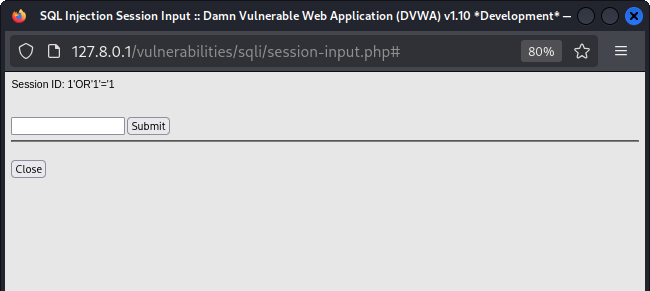 SQL Injection Session Input :: Damn Vulnerable Web Application (DVWA) v1.10 *Development* —
127.8.0.1/vulnerabilities/sqli/session-input.php#
80%
Session ID: 1'OR'1'='1
Submit
Close